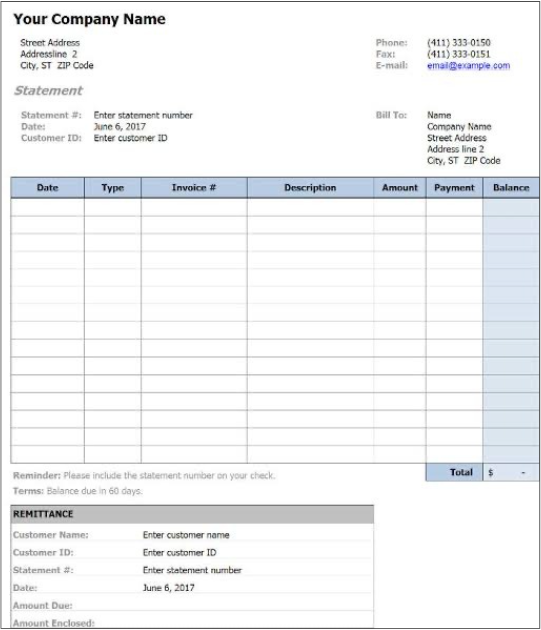 Your Company Name
Street Address
Addressline 2
City, ST ZIP Code
Phone: (411) 333-0150
Fax: (411) 333-0151
E-mail: email@example.com
Statement
Statement #: Enter statement number
Date: June 6, 2017
Customer ID: Enter customer ID
Bill To: Name
Company Name
Street Address
Address line 2
City, ST ZIP Code
Date Type Invoice # Description Amount Payment Balance
Total $ -
Reminder: Please include the statement number on your check.
Terms: Balance due in 60 days.
REMITTANCE
Customer Name: Enter customer name
Customer ID: Enter customer ID
Statement #: Enter statement number
Date: June 6, 2017
Amount Due:
Amount Enclosed: